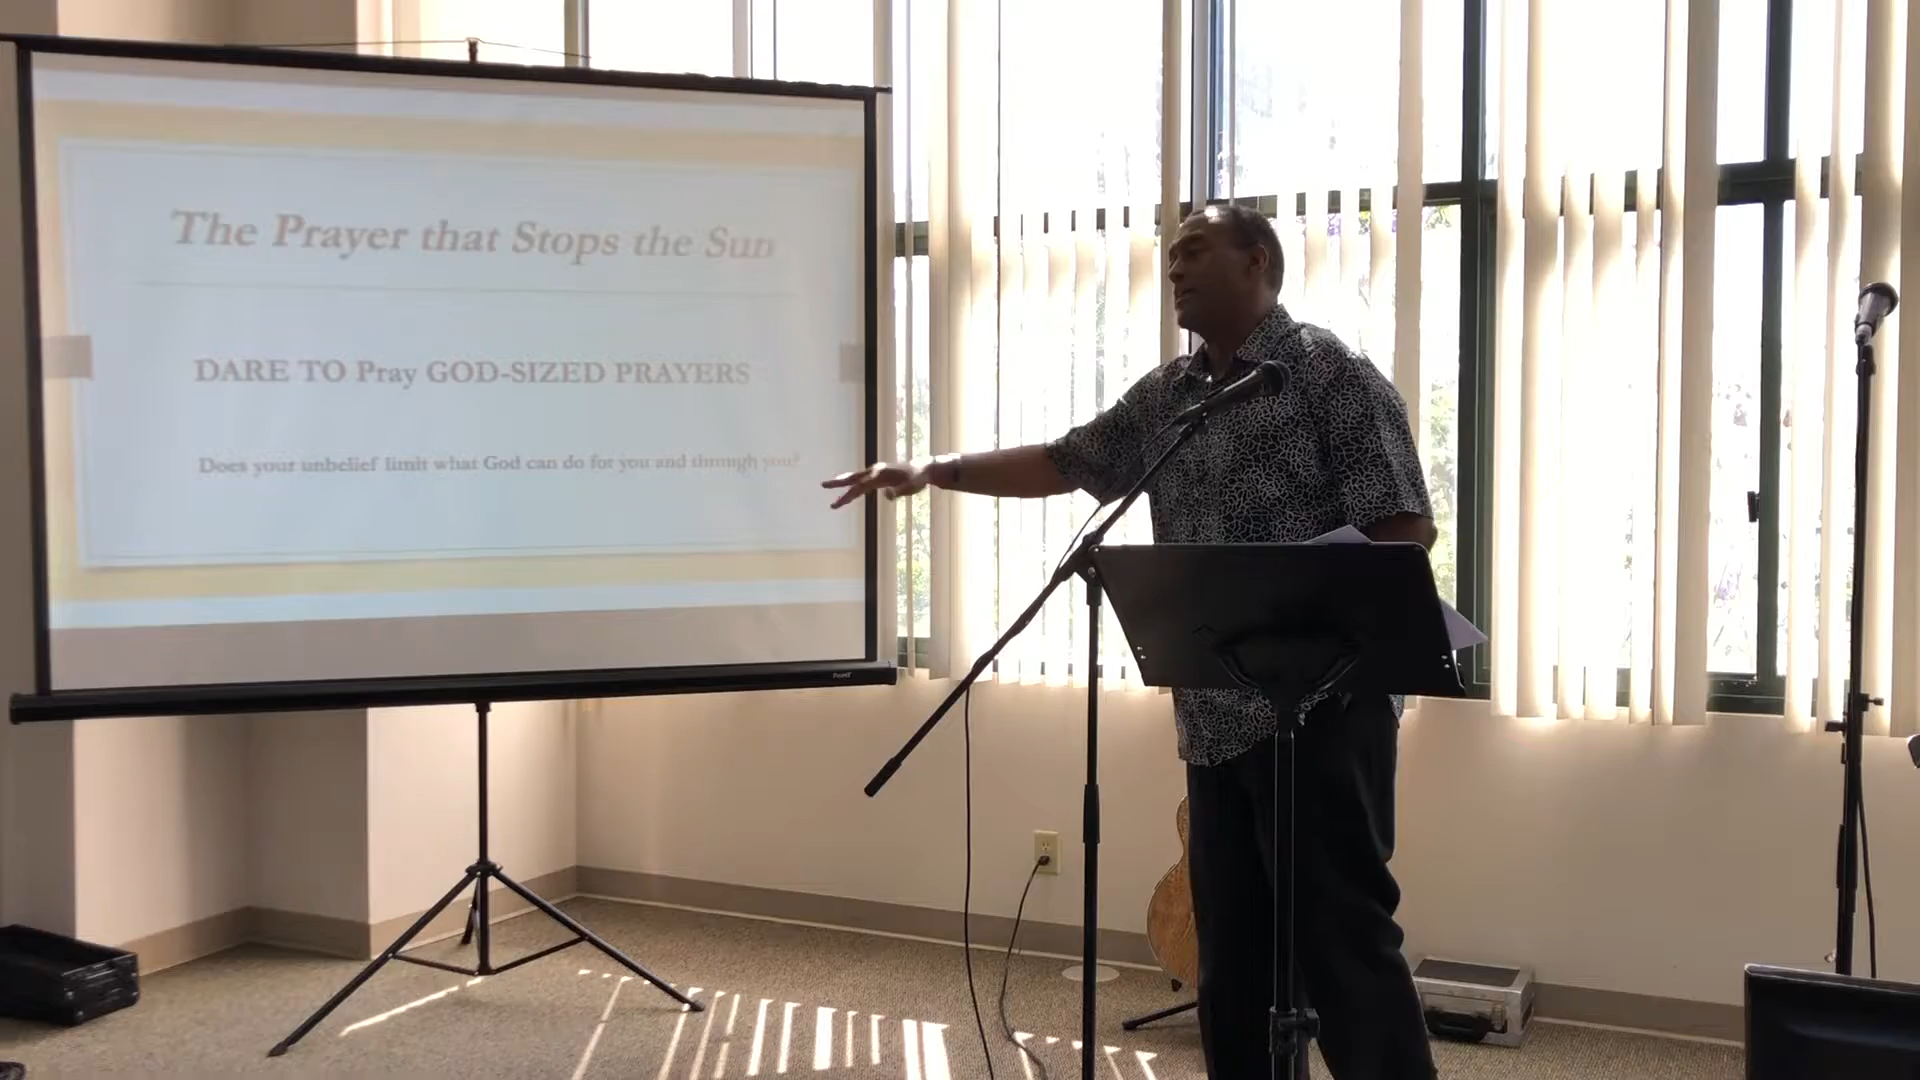 The Prayer that Stops the Sun
DARE TO Pray GOD-SIZED PRAYERS
Does your unbelief limit what God can do for you and through you?